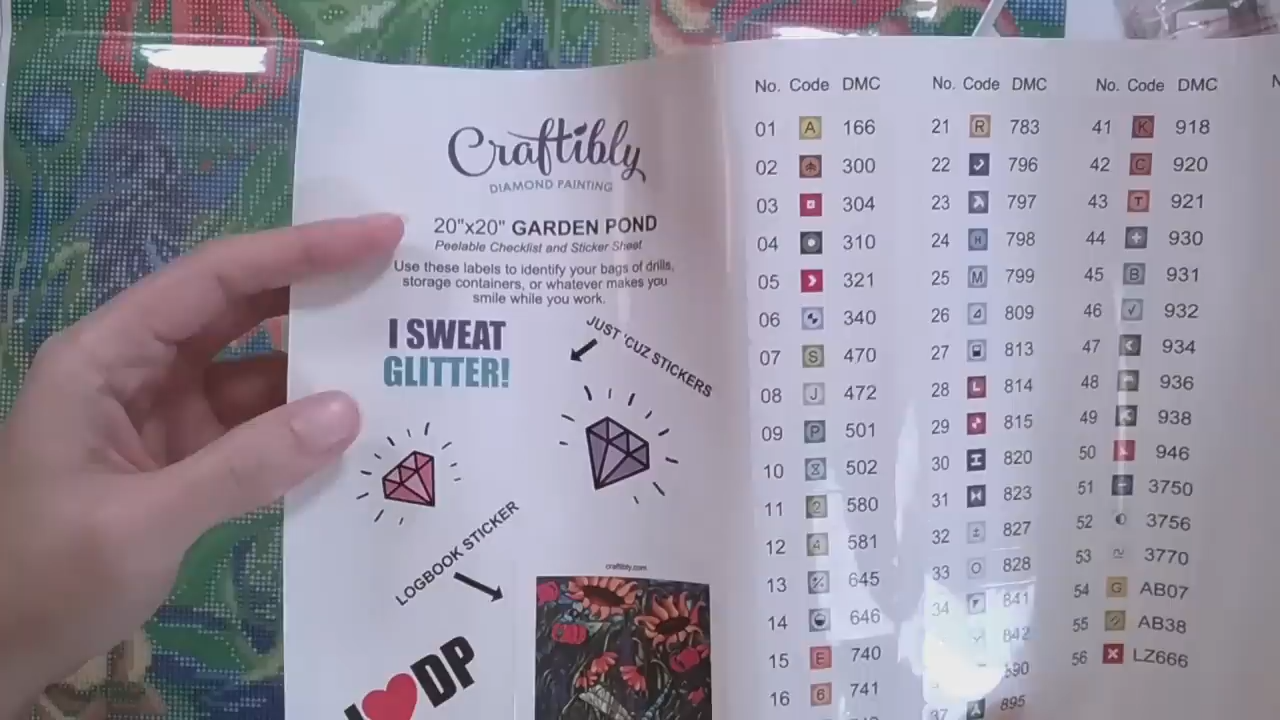 Craftibly
DIAMOND PAINTING
20"x20" GARDEN POND
Peelable Checklist and Sticker Sheet
Use these labels to identify your bags of drills,
storage containers, or whatever makes you
smile while you work.
I SWEAT
GLITTER!
JUST 'CUZ STICKERS
LOGBOOK STICKER
craftibly.com
DP
No. Code DMC
01 A 166
02 300
03 304
04 310
05 321
06 340
07 S 470
08 J 472
09 P 501
10 502
11 2 580
12 4 581
13 645
14 646
15 E 740
16 6 741
No. Code DMC
21 R 783
22 796
23 797
24 H 798
25 M 799
26 809
27 813
28 L 814
29 815
30 820
31 823
32 ± 827
33 O 828
34 841
842
890
37 895
No. Code DMC
41 K 918
42 C 920
43 T 921
44 930
45 B 931
46 √ 932
47 934
48 936
49 938
50 946
51 3750
52 3756
53 3770
54 G AB07
55 AB38
56 LZ666